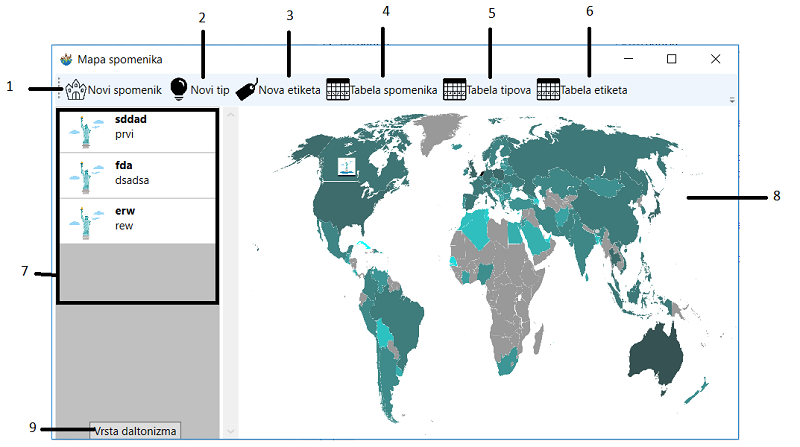 2 3 4 5 6
Mapa spomenika
1 Novi spomenik Novi tip Nova etiketa Tabela spomenika Tabela tipova Tabela etiketa
sddad
prvi
fda
dsadsa
8
erw
rew
7
9 Vrsta daltonizma